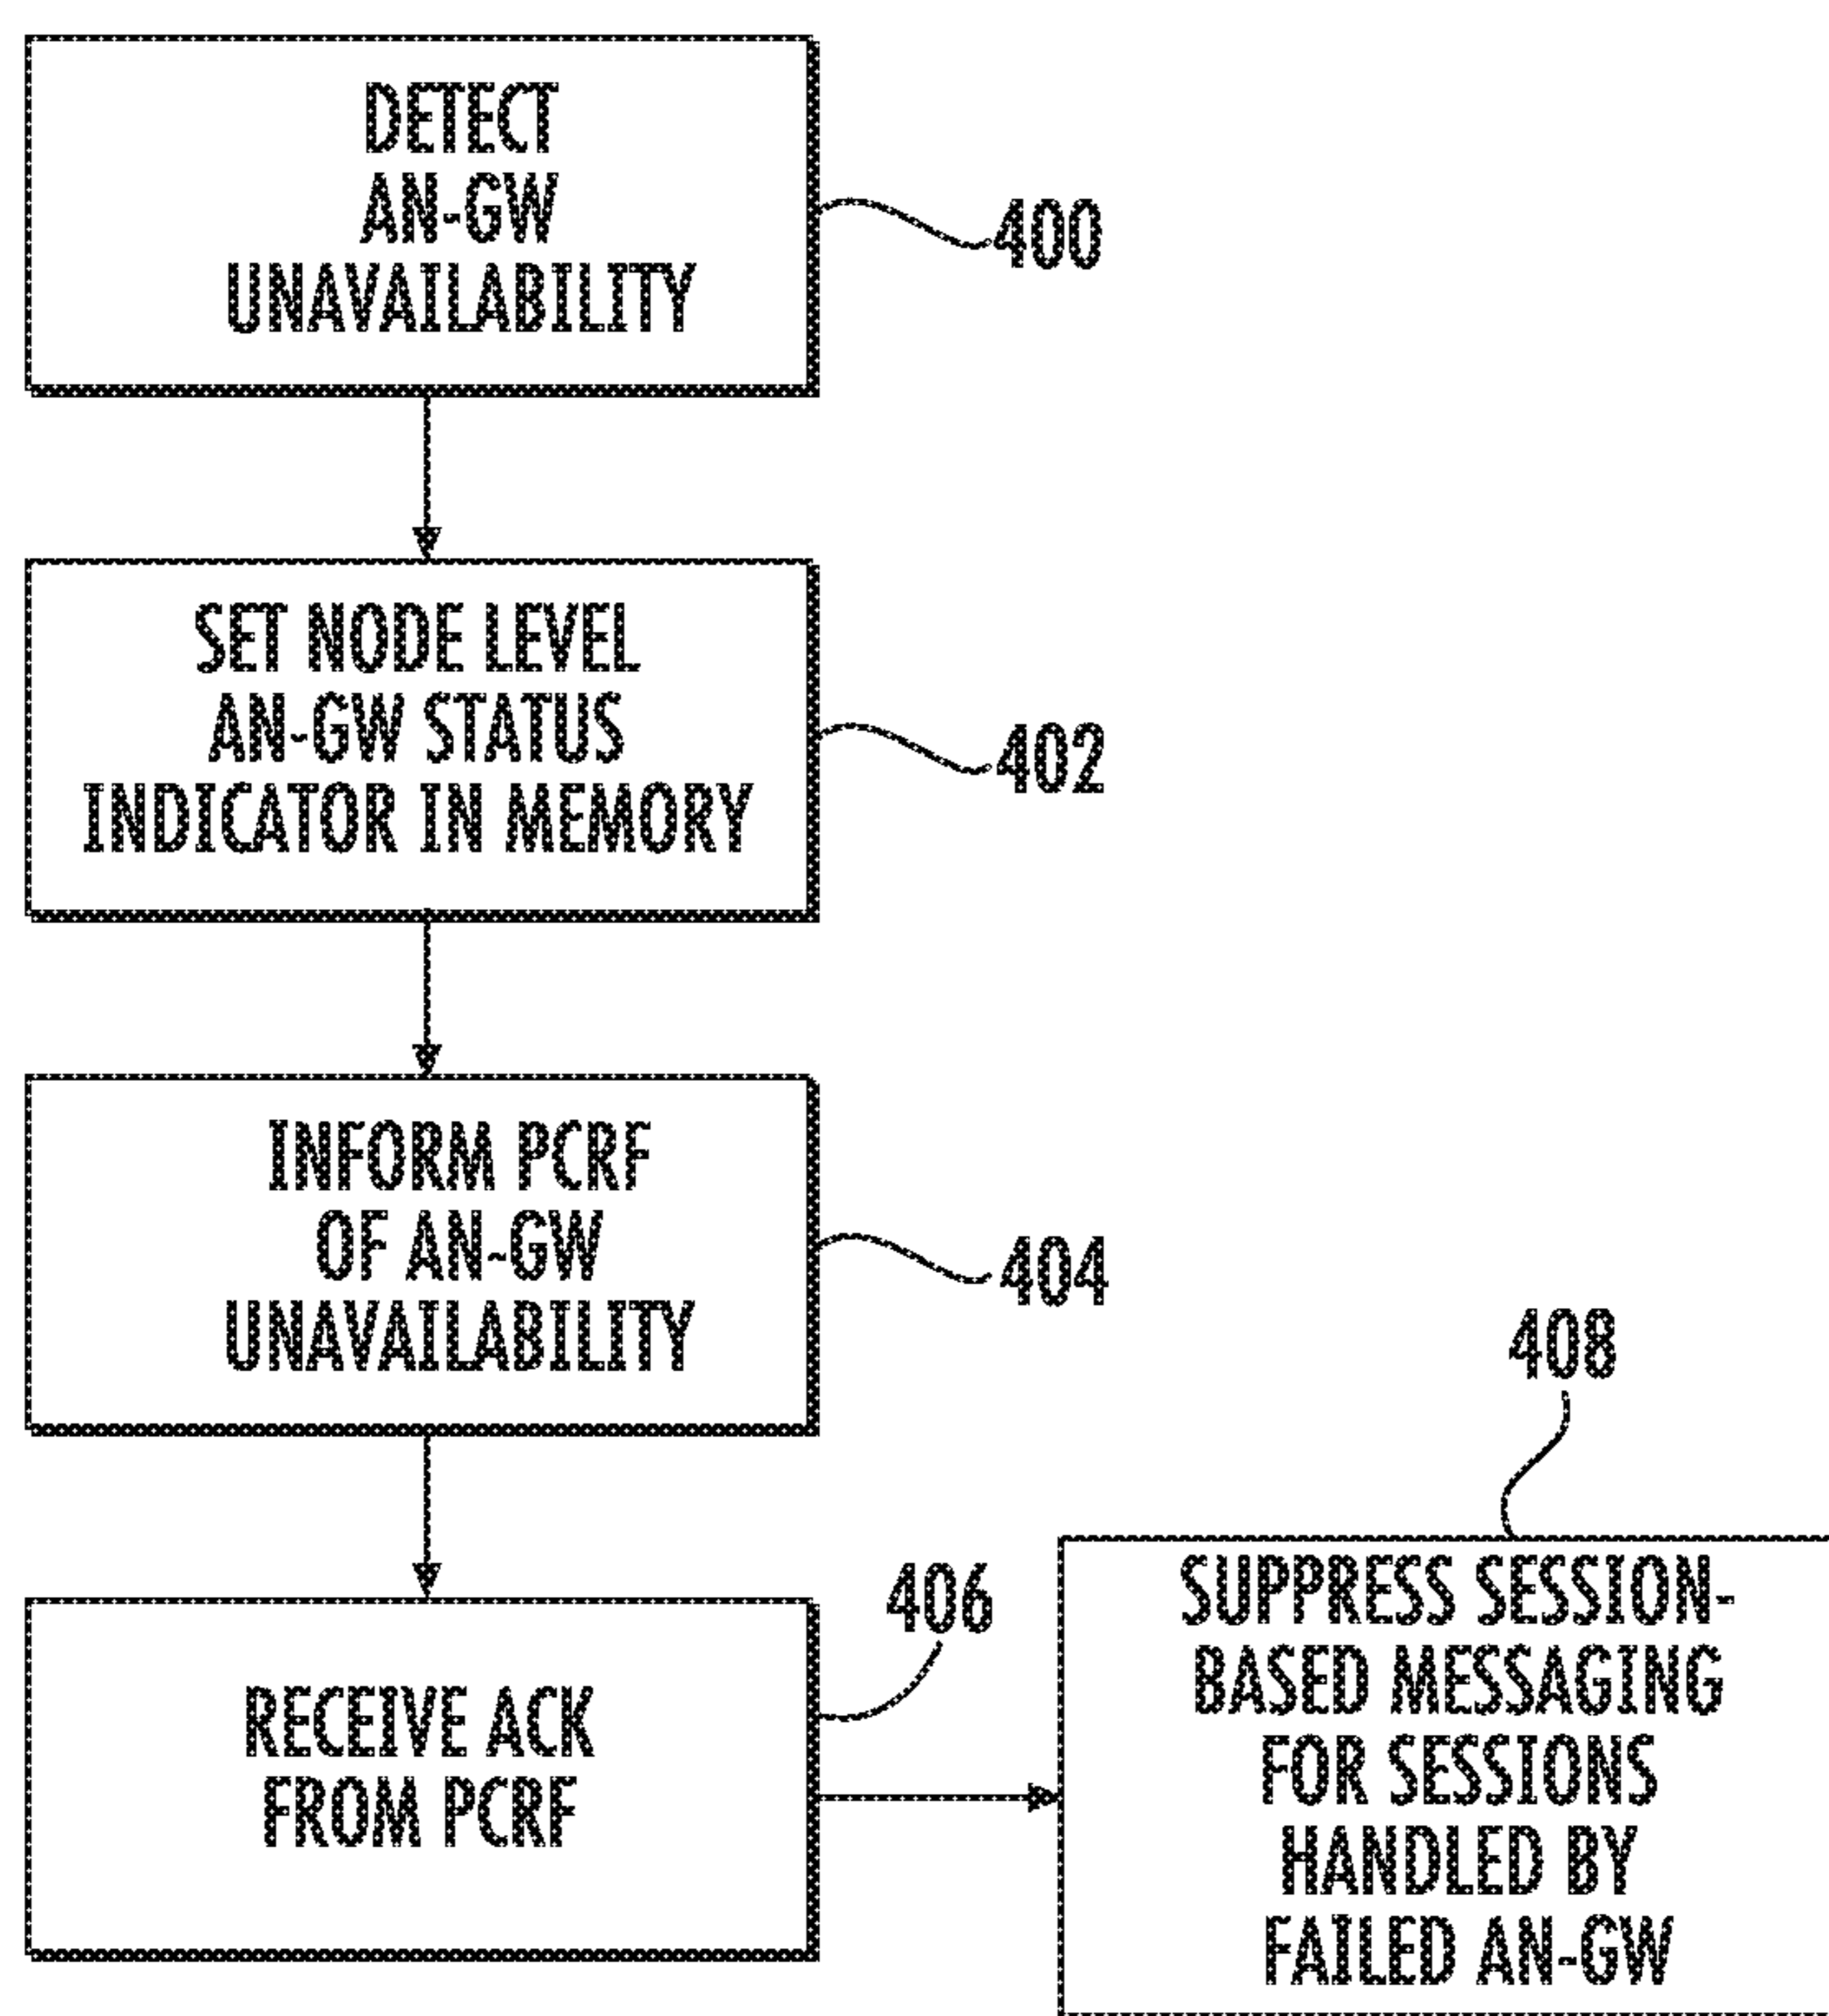 DETECT
AN-GW
UNAVAILABILITY
400
SET NODE LEVEL
AN-GW STATUS
INDICATOR IN MEMORY
402
INFORM PCRF
OF AN-GW
UNAVAILABILITY
404
RECEIVE ACK
FROM PCRF
406
408
SUPPRESS SESSION-
BASED MESSAGING
FOR SESSIONS
HANDLED BY
FAILED AN-GW